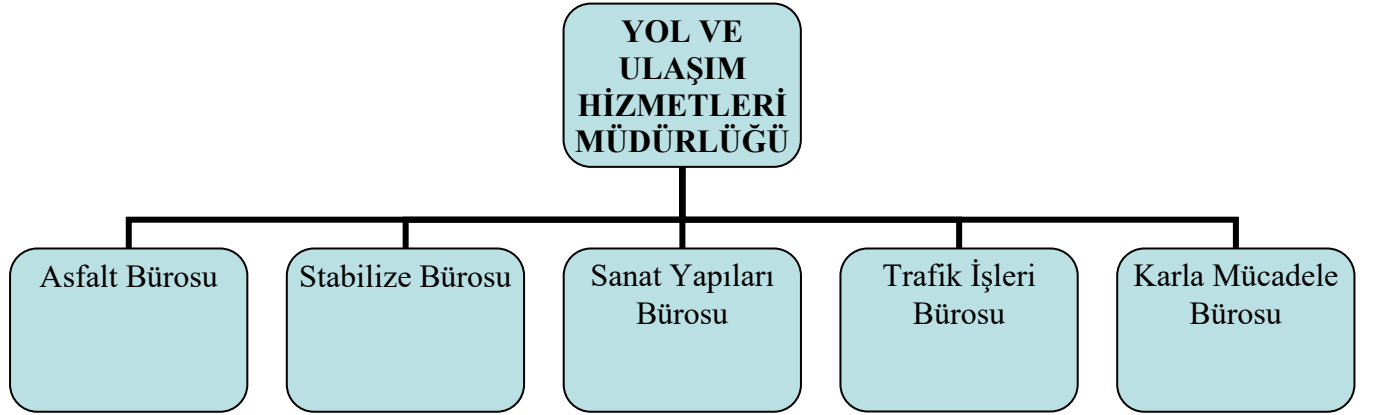 YOL VE
ULAŞIM
HİZMETLERİ
MÜDÜRLÜĞÜ
Asfalt Bürosu
Stabilize Bürosu
Sanat Yapıları
Bürosu
Trafik İşleri
Bürosu
Karla Mücadele
Bürosu